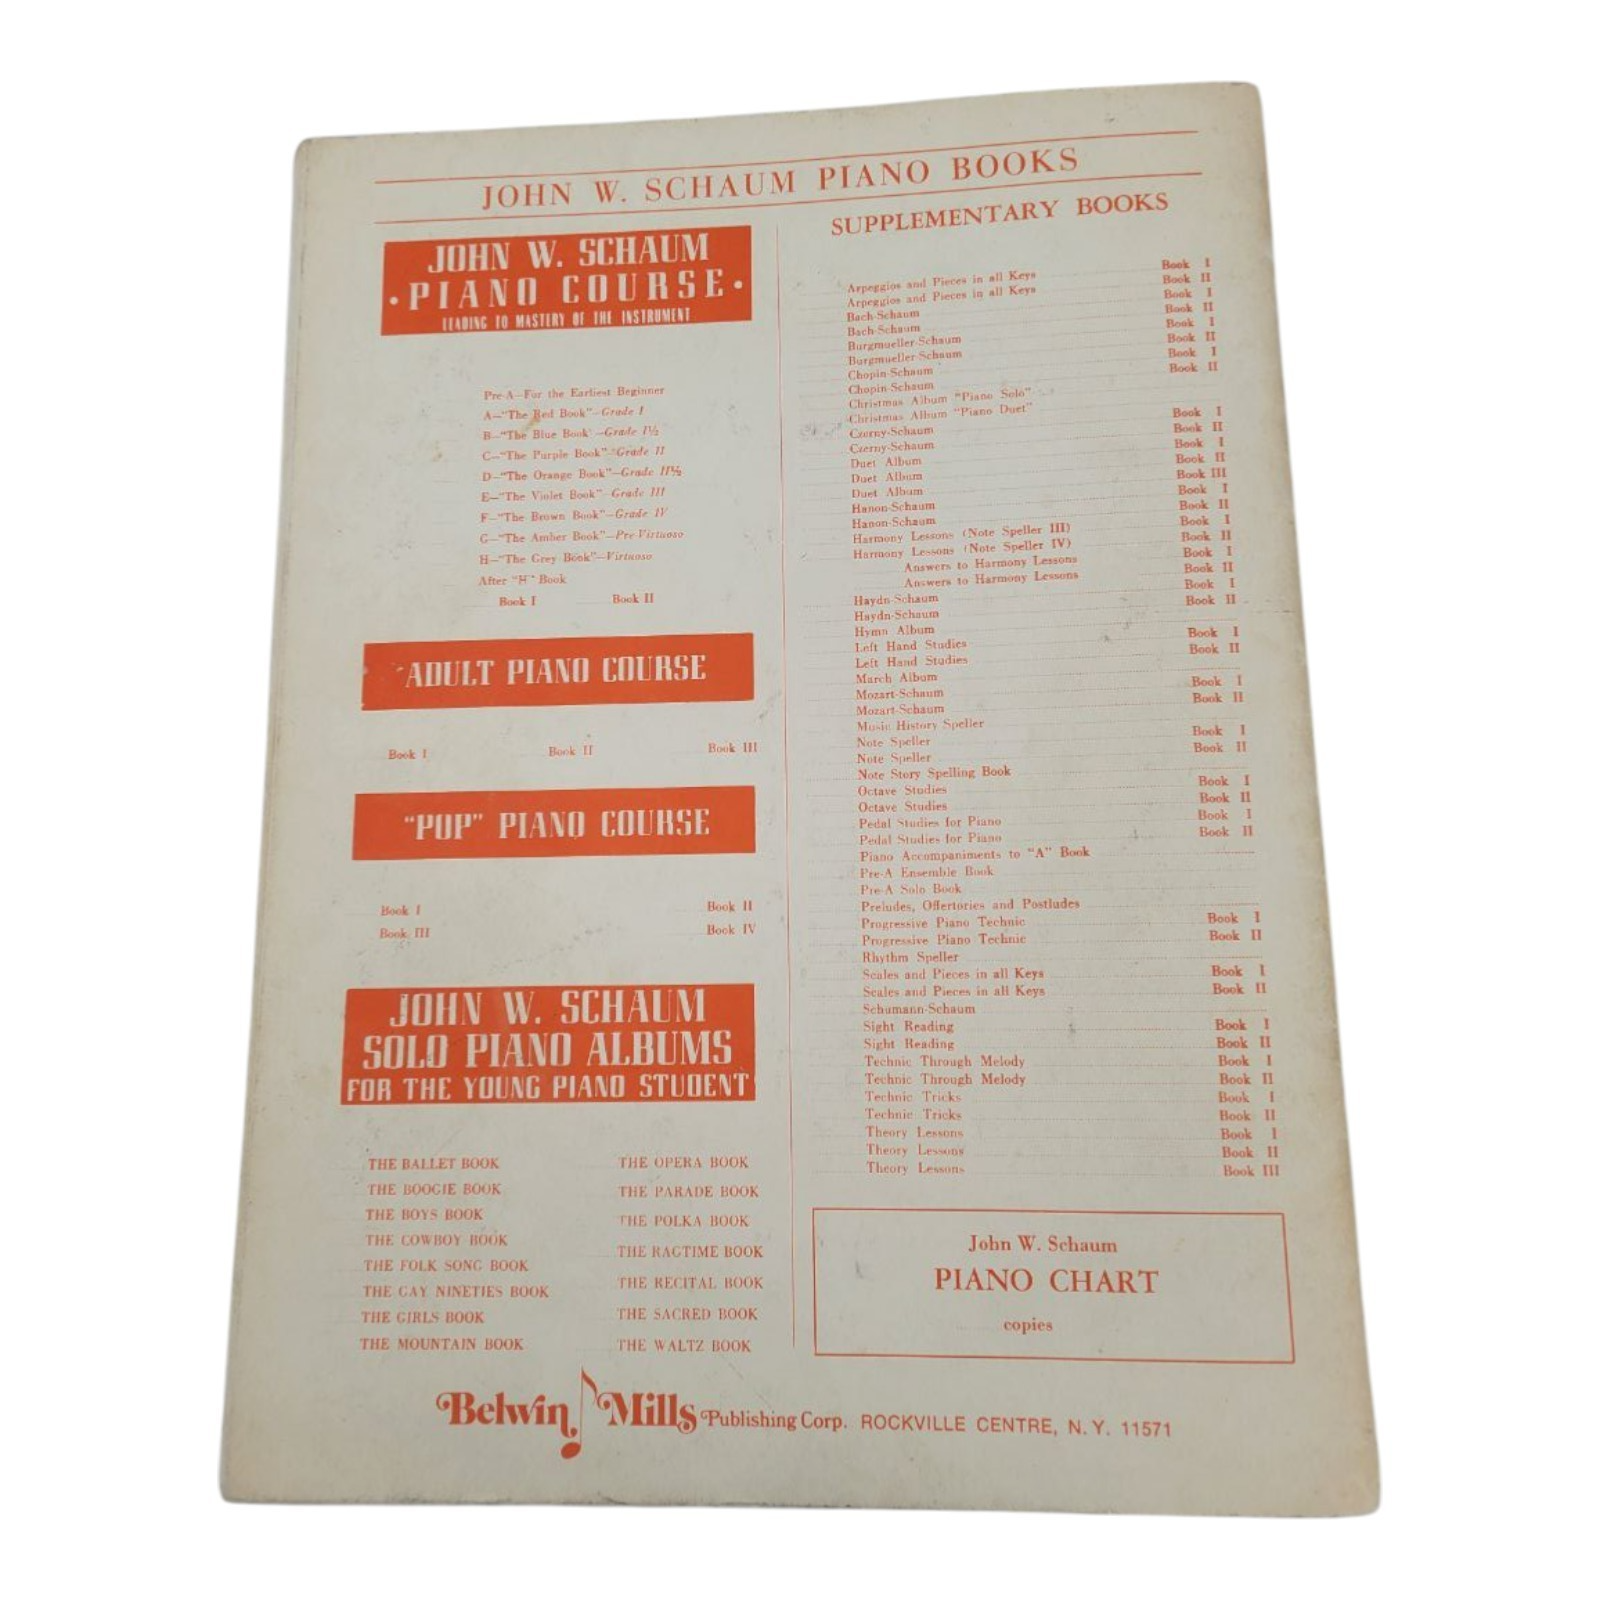 JOHN W. SCHAUM PIANO BOOKS
JOHN W. SCHAUM
• PIANO COURSE •
LEADING TO MASTERY OF THE INSTRUMENT
Pre-A—For the Earliest Beginner
A—"The Red Book"—Grade I
B—"The Blue Book"—Grade I½
C—"The Purple Book"—Grade II
D—"The Orange Book"—Grade II½
E—"The Violet Book"—Grade III
F—"The Brown Book"—Grade IV
G—"The Amber Book"—Pre-Virtuoso
H—"The Grey Book"—Virtuoso
After "H" Book
Book I Book II
ADULT PIANO COURSE
Book I Book II Book III
"POP" PIANO COURSE
Book I Book II
Book III Book IV
JOHN W. SCHAUM
SOLO PIANO ALBUMS
FOR THE YOUNG PIANO STUDENT
THE BALLET BOOK
THE BOOGIE BOOK
THE BOYS BOOK
THE COWBOY BOOK
THE FOLK SONG BOOK
THE GAY NINETIES BOOK
THE GIRLS BOOK
THE MOUNTAIN BOOK
THE OPERA BOOK
THE PARADE BOOK
THE POLKA BOOK
THE RAGTIME BOOK
THE RECITAL BOOK
THE SACRED BOOK
THE WALTZ BOOK
SUPPLEMENTARY BOOKS
Arpeggios and Pieces in all Keys Book I
Arpeggios and Pieces in all Keys Book II
Bach-Schaum Book I
Bach-Schaum Book II
Burgmueller-Schaum Book I
Burgmueller-Schaum Book II
Chopin-Schaum Book I
Chopin-Schaum Book II
Christmas Album "Piano Solo"
Christmas Album "Piano Duet"
Czerny-Schaum Book I
Czerny-Schaum Book II
Duet Album Book I
Duet Album Book II
Duet Album Book III
Hanon-Schaum Book I
Hanon-Schaum Book II
Harmony Lessons (Note Speller III) Book I
Harmony Lessons (Note Speller IV) Book II
Answers to Harmony Lessons Book I
Answers to Harmony Lessons Book II
Haydn-Schaum Book I
Haydn-Schaum Book II
Hymn Album
Left Hand Studies Book I
Left Hand Studies Book II
March Album
Mozart-Schaum Book I
Mozart-Schaum Book II
Music History Speller
Note Speller Book I
Note Speller Book II
Note Story Spelling Book
Octave Studies Book I
Octave Studies Book II
Pedal Studies for Piano Book I
Pedal Studies for Piano Book II
Piano Accompaniments to "A" Book
Pre-A Ensemble Book
Pre-A Solo Book
Preludes, Offertories and Postludes
Progressive Piano Technic Book I
Progressive Piano Technic Book II
Rhythm Speller
Scales and Pieces in all Keys Book I
Scales and Pieces in all Keys Book II
Schumann-Schaum
Sight Reading Book I
Sight Reading Book II
Technic Through Melody Book I
Technic Through Melody Book II
Technic Tricks Book I
Technic Tricks Book II
Theory Lessons Book I
Theory Lessons Book II
Theory Lessons Book III
John W. Schaum
PIANO CHART
copies
Belwin Mills Publishing Corp. ROCKVILLE CENTRE, N.Y. 11571